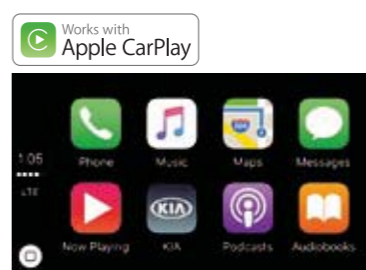 Works with
Apple CarPlay
1:05
LTE
Phone
Music
Maps
Messages
KIA
Now Playing
KIA
Podcasts
Audiobooks